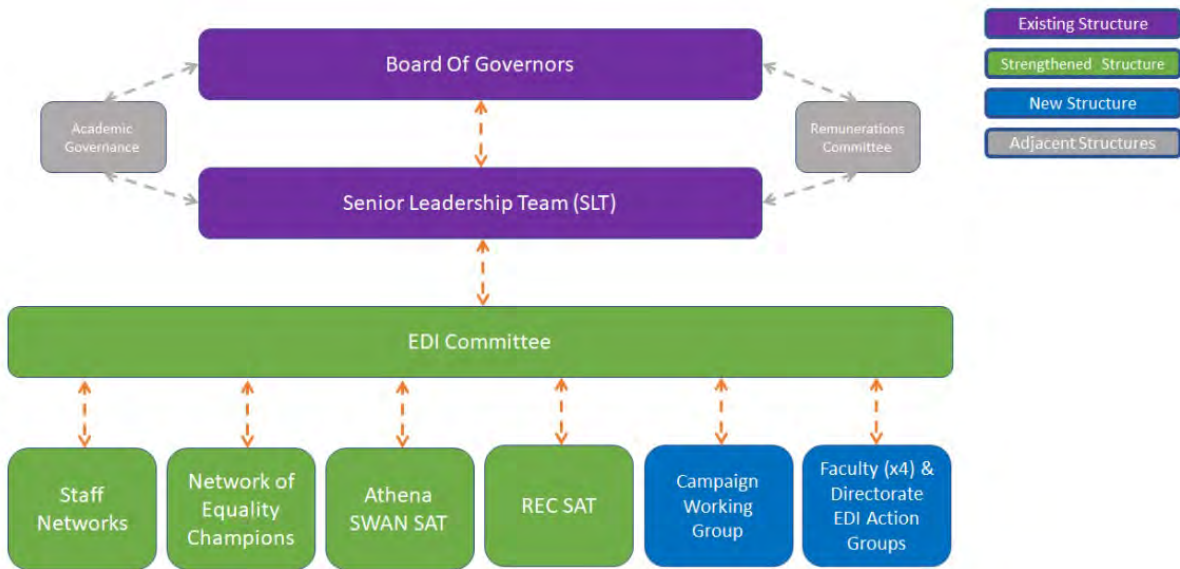 Board Of Governors
Existing Structure
Strengthened Structure
New Structure
Adjacent Structures
Academic
Governance
Remunerations
Committee
Senior Leadership Team (SLT)
EDI Committee
Staff
Networks
Network of
Equality
Champions
Athena
SWAN SAT
REC SAT
Campaign
Working
Group
Faculty (x4) &
Directorate
EDI Action
Groups